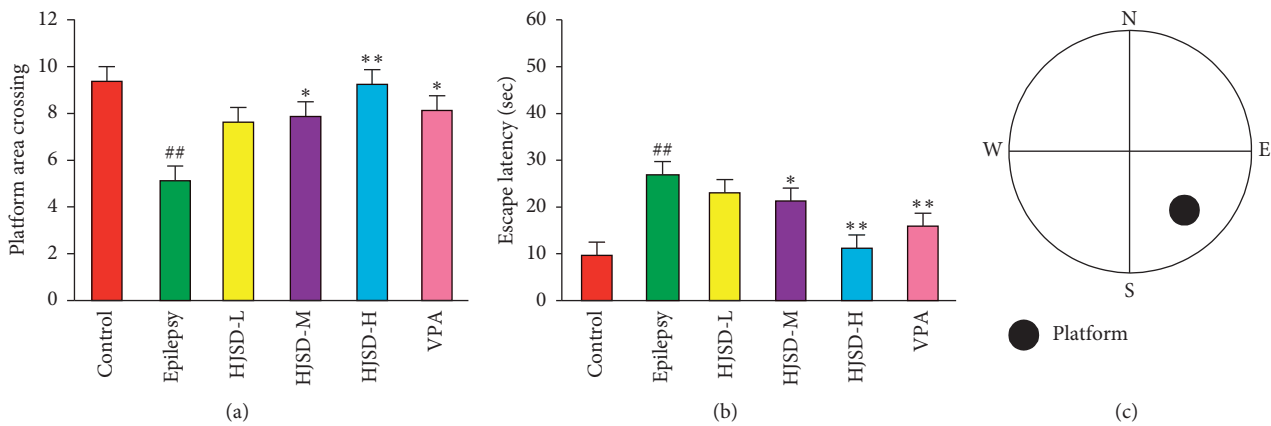 Platform area crossing
12
10
8
6
4
2
0
##
*
**
*
Control
Epilepsy
HJSD-L
HJSD-M
HJSD-H
VPA
(a)
Escape latency (sec)
60
50
40
30
20
10
0
##
*
**
**
Control
Epilepsy
HJSD-L
HJSD-M
HJSD-H
VPA
(b)
N
W
E
S
Platform
(c)